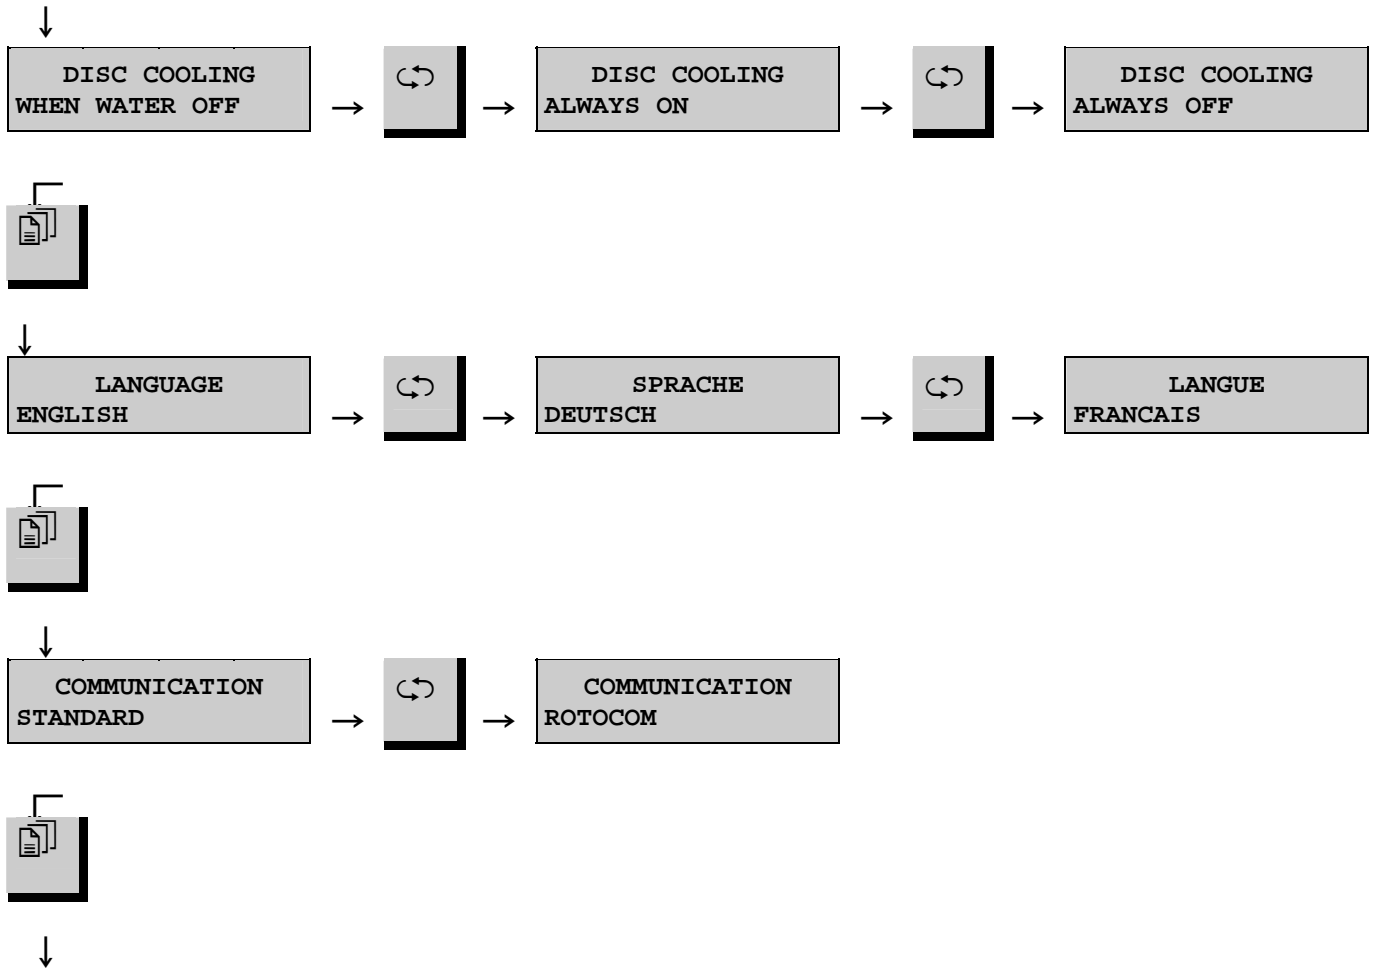 DISC COOLING
WHEN WATER OFF
DISC COOLING
ALWAYS ON
DISC COOLING
ALWAYS OFF
LANGUAGE
ENGLISH
SPRACHE
DEUTSCH
LANGUE
FRANCAIS
COMMUNICATION
STANDARD
COMMUNICATION
ROTOCOM